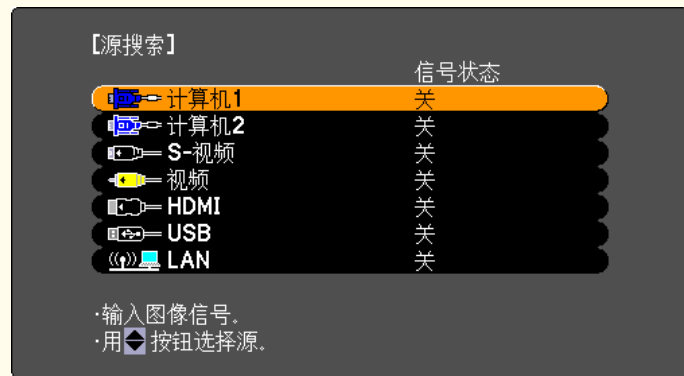 【源搜索】
信号状态
计算机1 关
计算机2 关
S-视频 关
视频 关
HDMI 关
USB 关
LAN 关
·输入图像信号.
·用 按钮选择源.